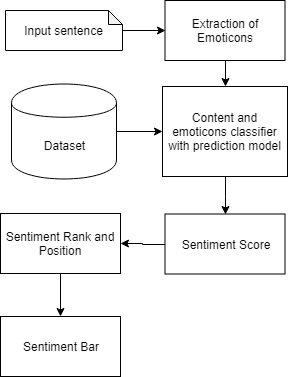 Input sentence
Extraction of
Emoticons
Dataset
Content and
emoticons classifier
with prediction model
Sentiment Rank and
Position
Sentiment Score
Sentiment Bar